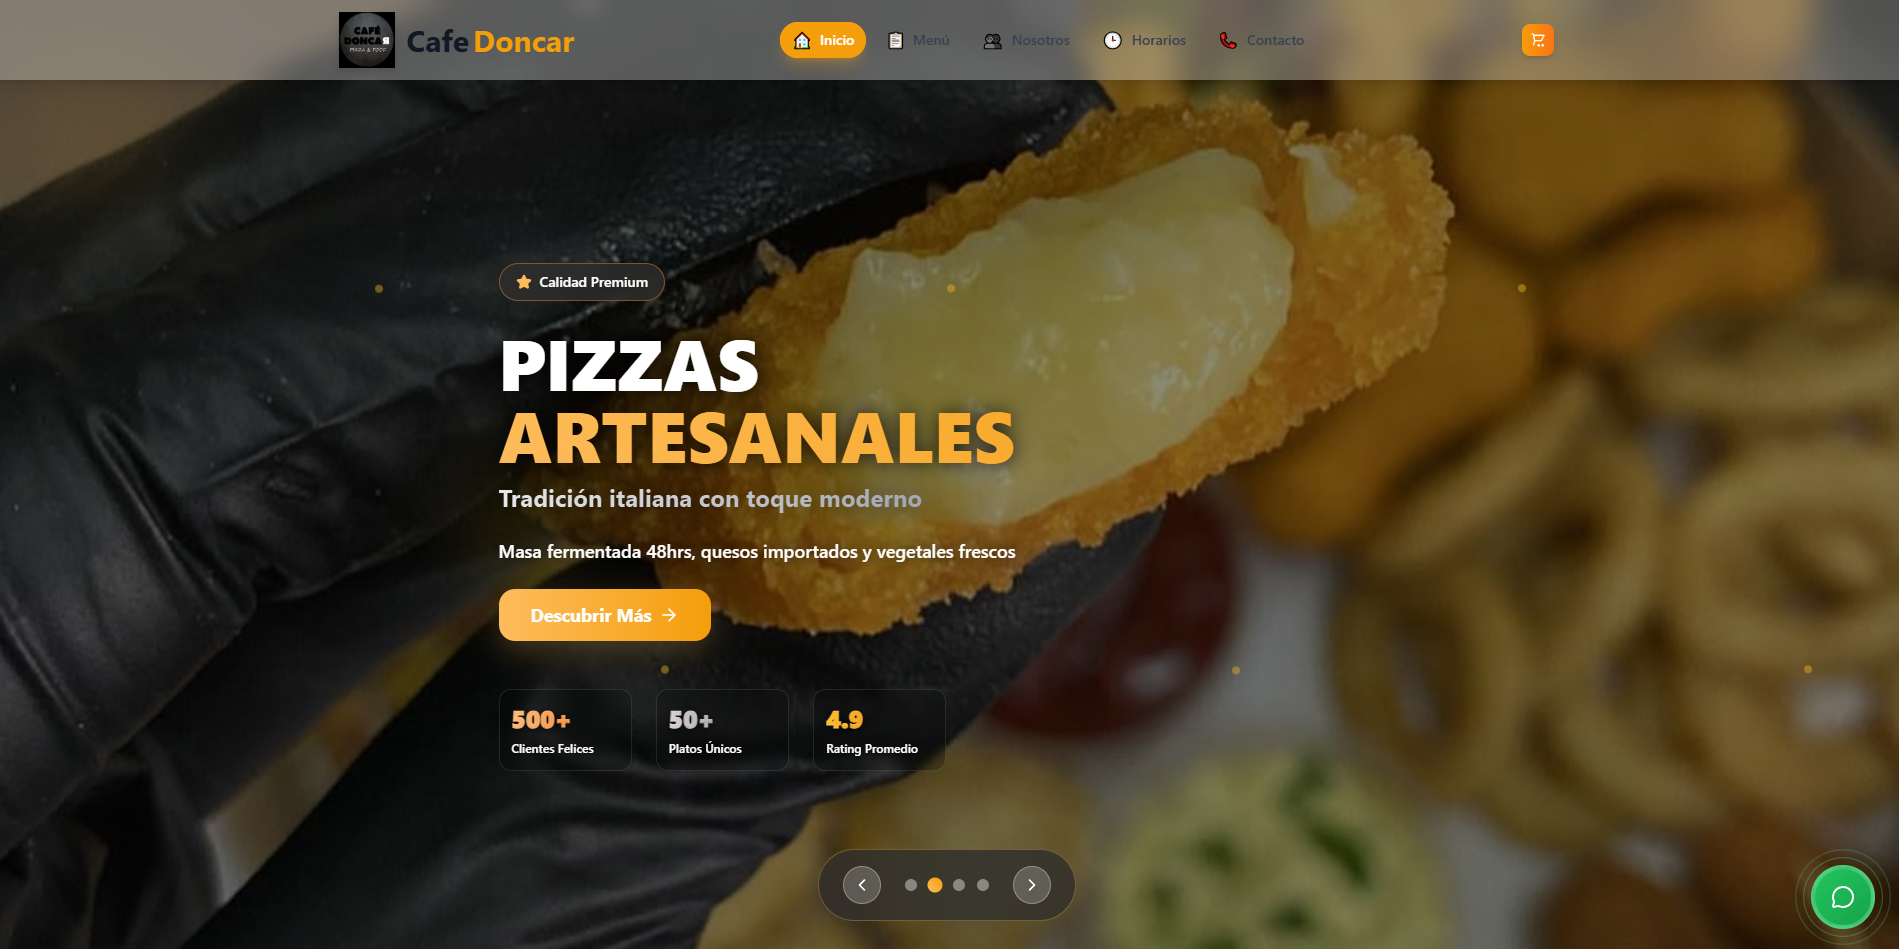 CAFÉ
DONCAR
PIZZA & FOOD
Cafe Doncar
Inicio
Menú
Nosotros
Horarios
Contacto
Calidad Premium
PIZZAS
ARTESANALES
Tradición italiana con toque moderno
Masa fermentada 48hrs, quesos importados y vegetales frescos
Descubrir Más
500+
Clientes Felices
50+
Platos Únicos
4.9
Rating Promedio